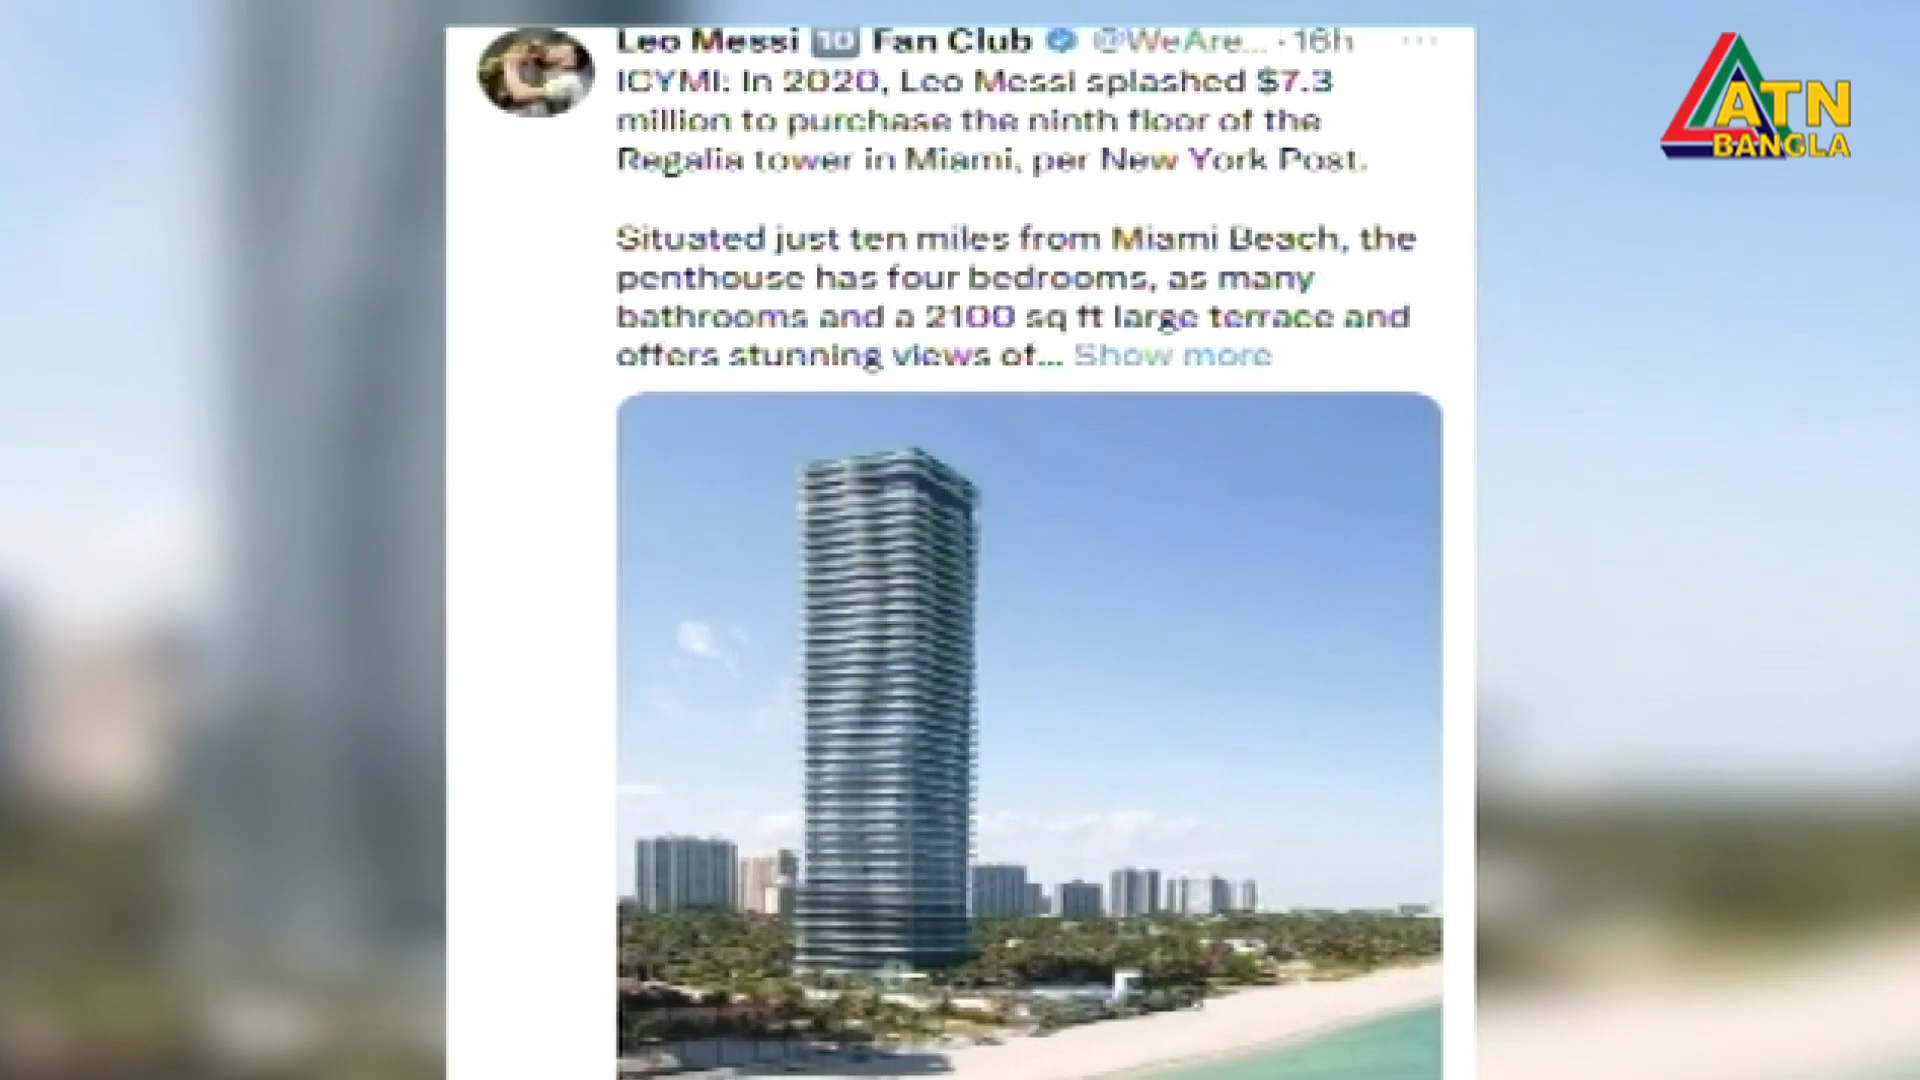 Leo Messi 10 Fan Club @WeAre... · 16h
ICYMI: In 2020, Leo Messi splashed $7.3
million to purchase the ninth floor of the
Regalia tower in Miami, per New York Post.
Situated just ten miles from Miami Beach, the
penthouse has four bedrooms, as many
bathrooms and a 2100 sq ft large terrace and
offers stunning views of... Show more
ATN
BANGLA